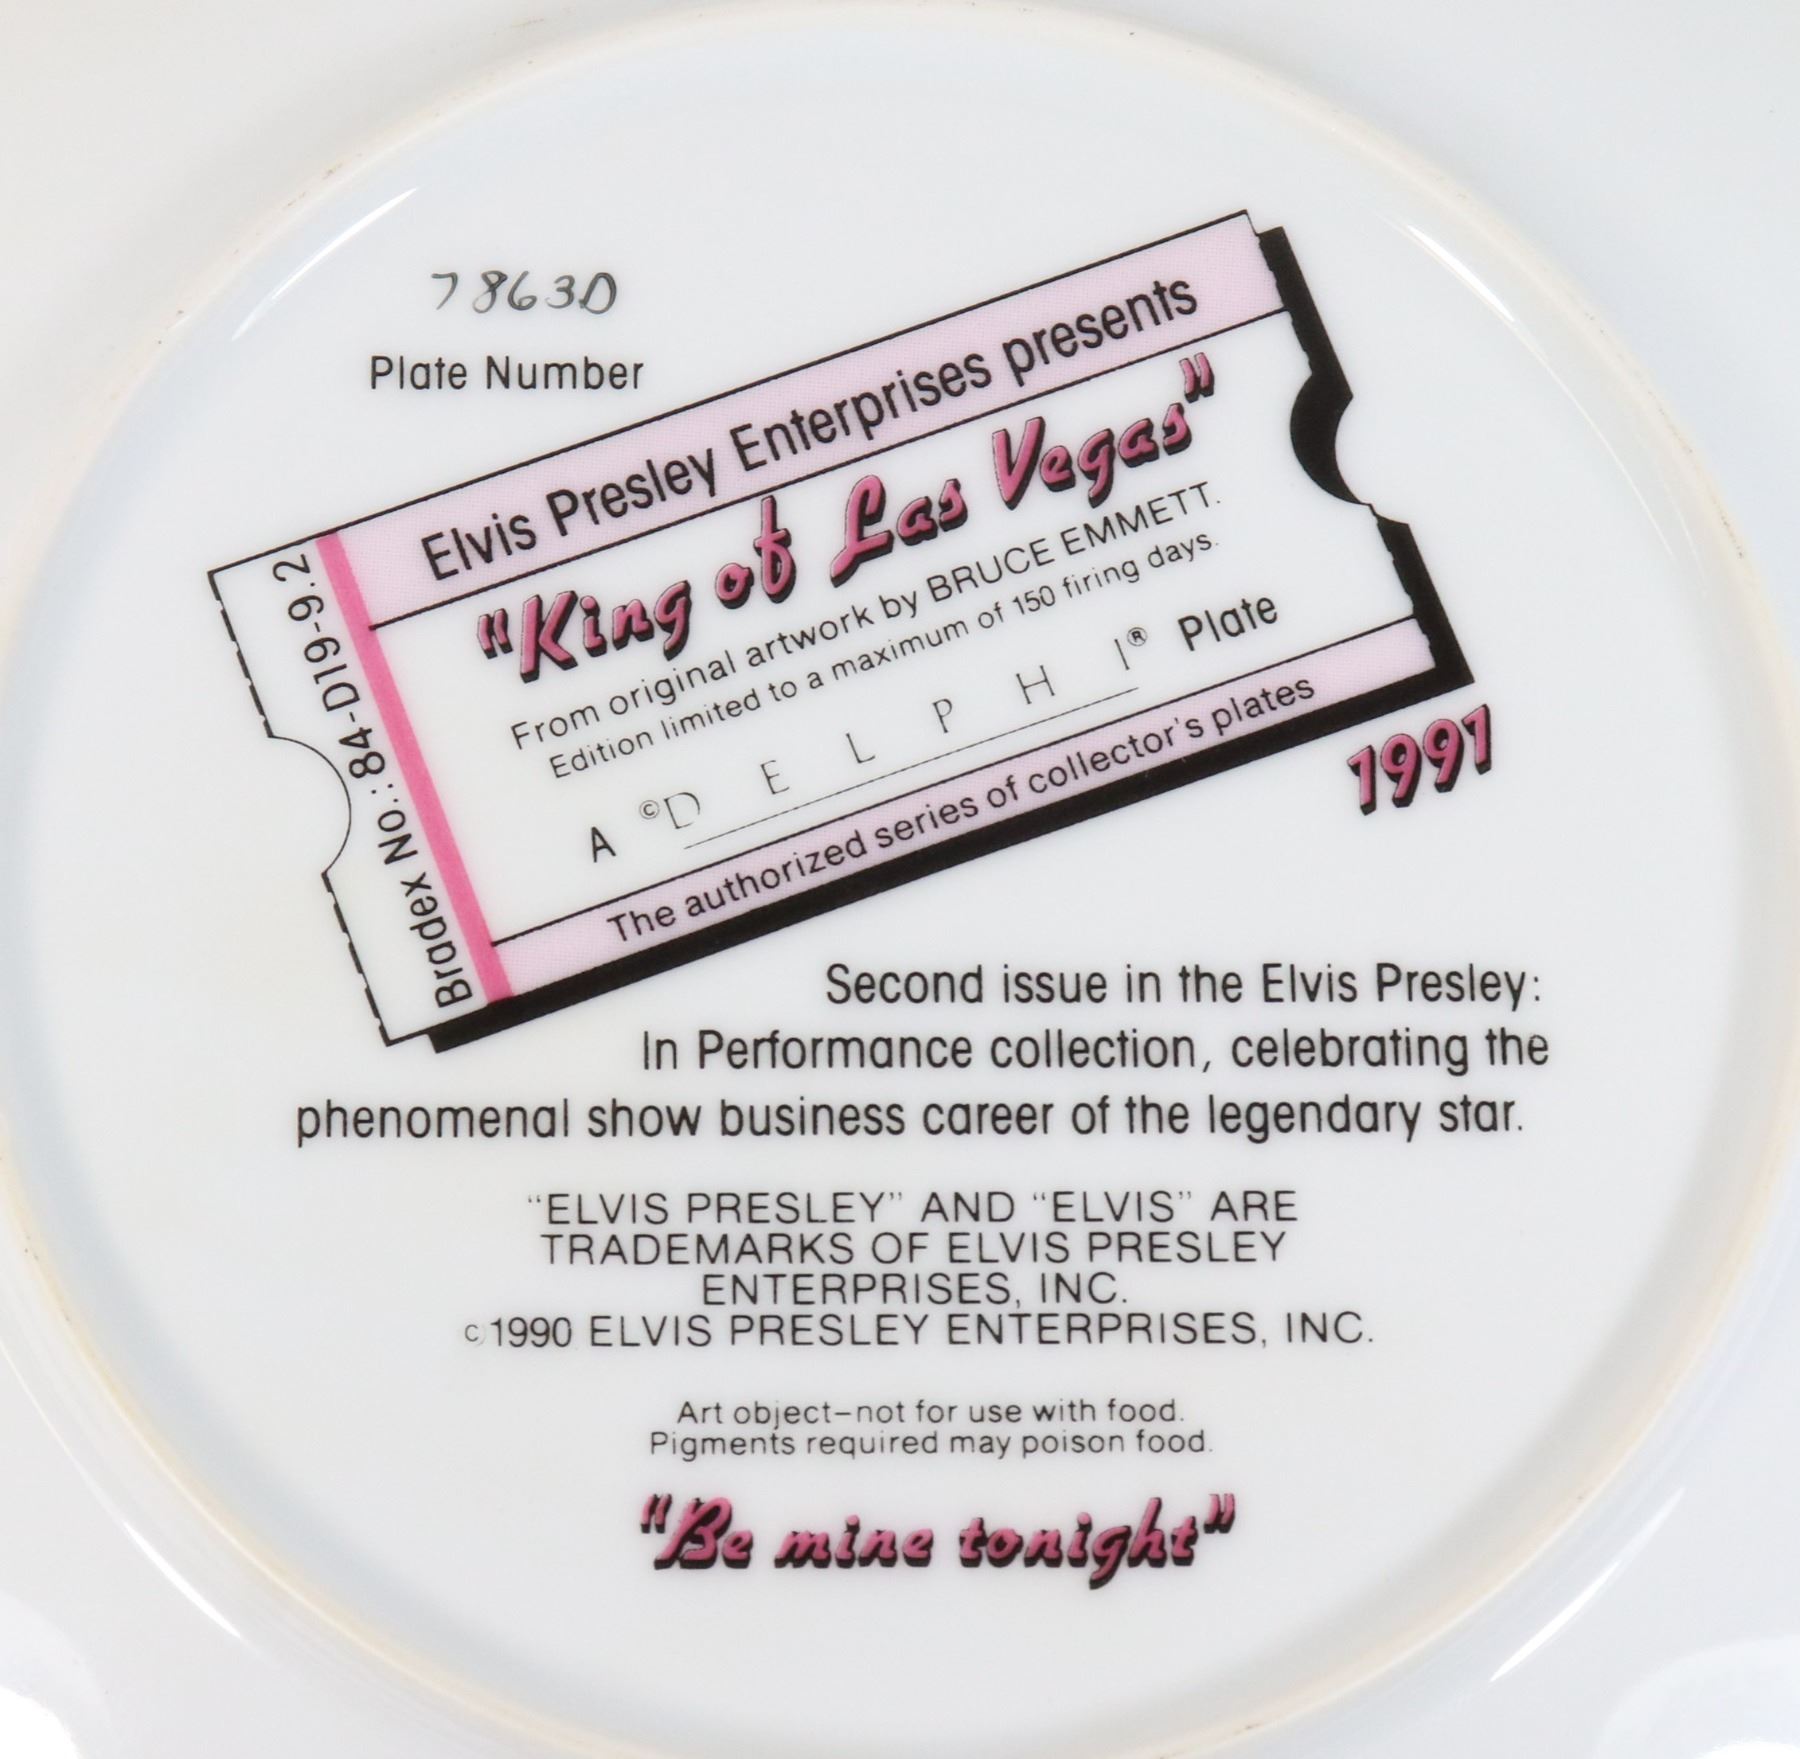 7863D
Plate Number
Elvis Presley Enterprises presents
"King of Las Vegas"
From original artwork by BRUCE EMMETT.
Edition limited to a maximum of 150 firing days.
A ©DELPHI® Plate
The authorized series of collector's plates
Bradex No.: 84-D19-9.2
1991
Second issue in the Elvis Presley:
In Performance collection, celebrating the
phenomenal show business career of the legendary star.
"ELVIS PRESLEY" AND "ELVIS" ARE
TRADEMARKS OF ELVIS PRESLEY
ENTERPRISES, INC.
©1990 ELVIS PRESLEY ENTERPRISES, INC.
Art object–not for use with food.
Pigments required may poison food.
"Be mine tonight"